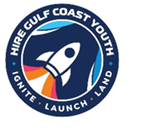 HIRE GULF COAST YOUTH
IGNITE · LAUNCH · LAND